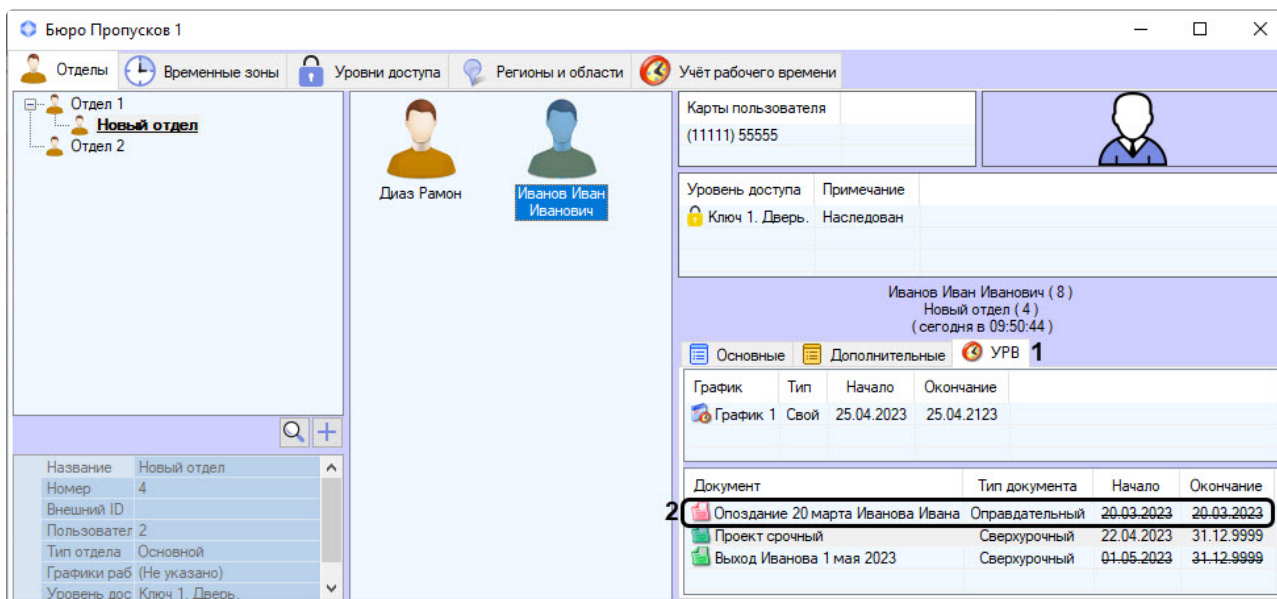 Бюро Пропусков 1
Отделы Временные зоны Уровни доступа Регионы и области Учёт рабочего времени
Отдел 1
Новый отдел
Отдел 2
Название Новый отдел
Номер 4
Внешний ID
Пользовател 2
Тип отдела Основной
Графики раб (Не указано)
Уровень дос Ключ 1. Дверь.
Диаз Рамон
Иванов Иван
Иванович
Карты пользователя
(11111) 55555
Уровень доступа Примечание
Ключ 1. Дверь. Наследован
Иванов Иван Иванович ( 8 )
Новый отдел ( 4 )
( сегодня в 09:50:44 )
Основные Дополнительные УРВ 1
График Тип Начало Окончание
График 1 Свой 25.04.2023 25.04.2123
Документ Тип документа Начало Окончание
2 Опоздание 20 марта Иванова Ивана Оправдательный 20.03.2023 20.03.2023
Проект срочный Сверхурочный 22.04.2023 31.12.9999
Выход Иванова 1 мая 2023 Сверхурочный 01.05.2023 31.12.9999